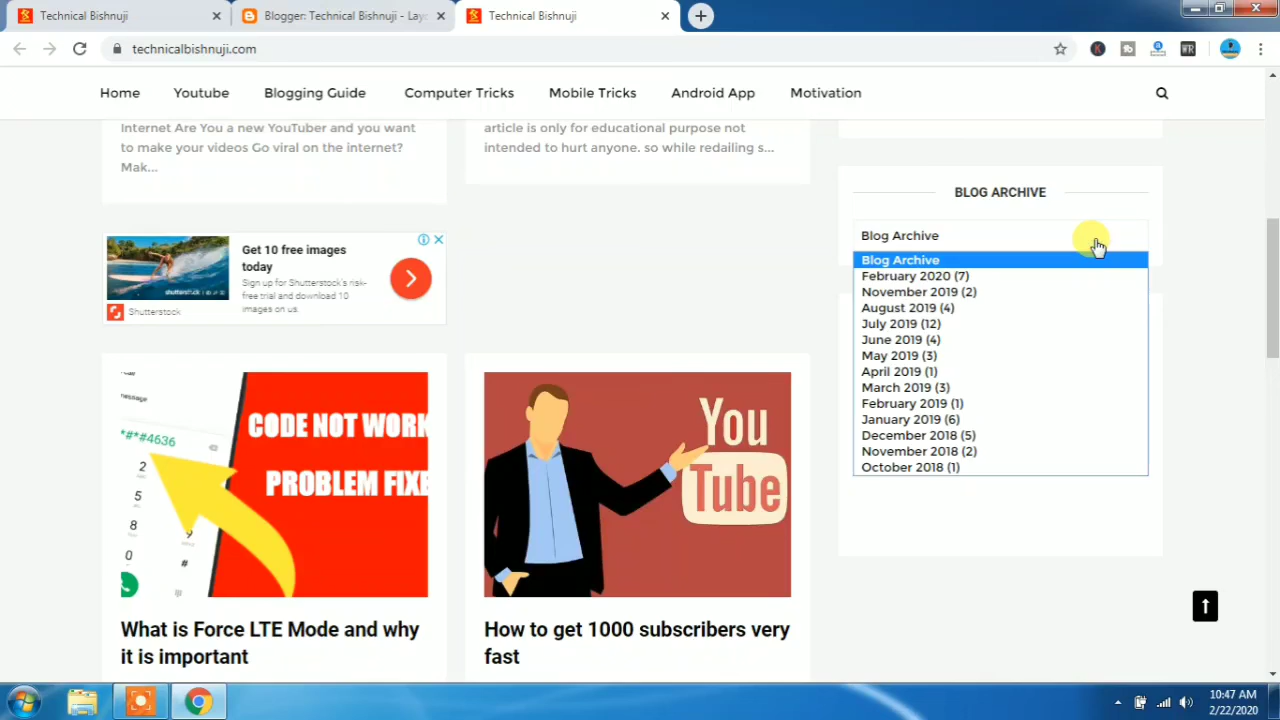 Technical Bishnuji
Blogger: Technical Bishnuji - Layo
Technical Bishnuji
technicalbishnuji.com
Home Youtube Blogging Guide Computer Tricks Mobile Tricks Android App Motivation
Internet Are You a new YouTuber and you want
to make your videos Go viral on the internet?
Mak...
article is only for educational purpose not
intended to hurt anyone. so while redailing s...
Get 10 free images
today
Sign up for Shutterstock's risk-
free trial and download 10
images on us.
shutterstock
Shutterstock
message
*#*#4636
2
5
8
0
9
#
CODE NOT WORK
PROBLEM FIXE
You
Tube
What is Force LTE Mode and why
it is important
How to get 1000 subscribers very
fast
BLOG ARCHIVE
Blog Archive
Blog Archive
February 2020 (7)
November 2019 (2)
August 2019 (4)
July 2019 (12)
June 2019 (4)
May 2019 (3)
April 2019 (1)
March 2019 (3)
February 2019 (1)
January 2019 (6)
December 2018 (5)
November 2018 (2)
October 2018 (1)
10:47 AM
2/22/2020